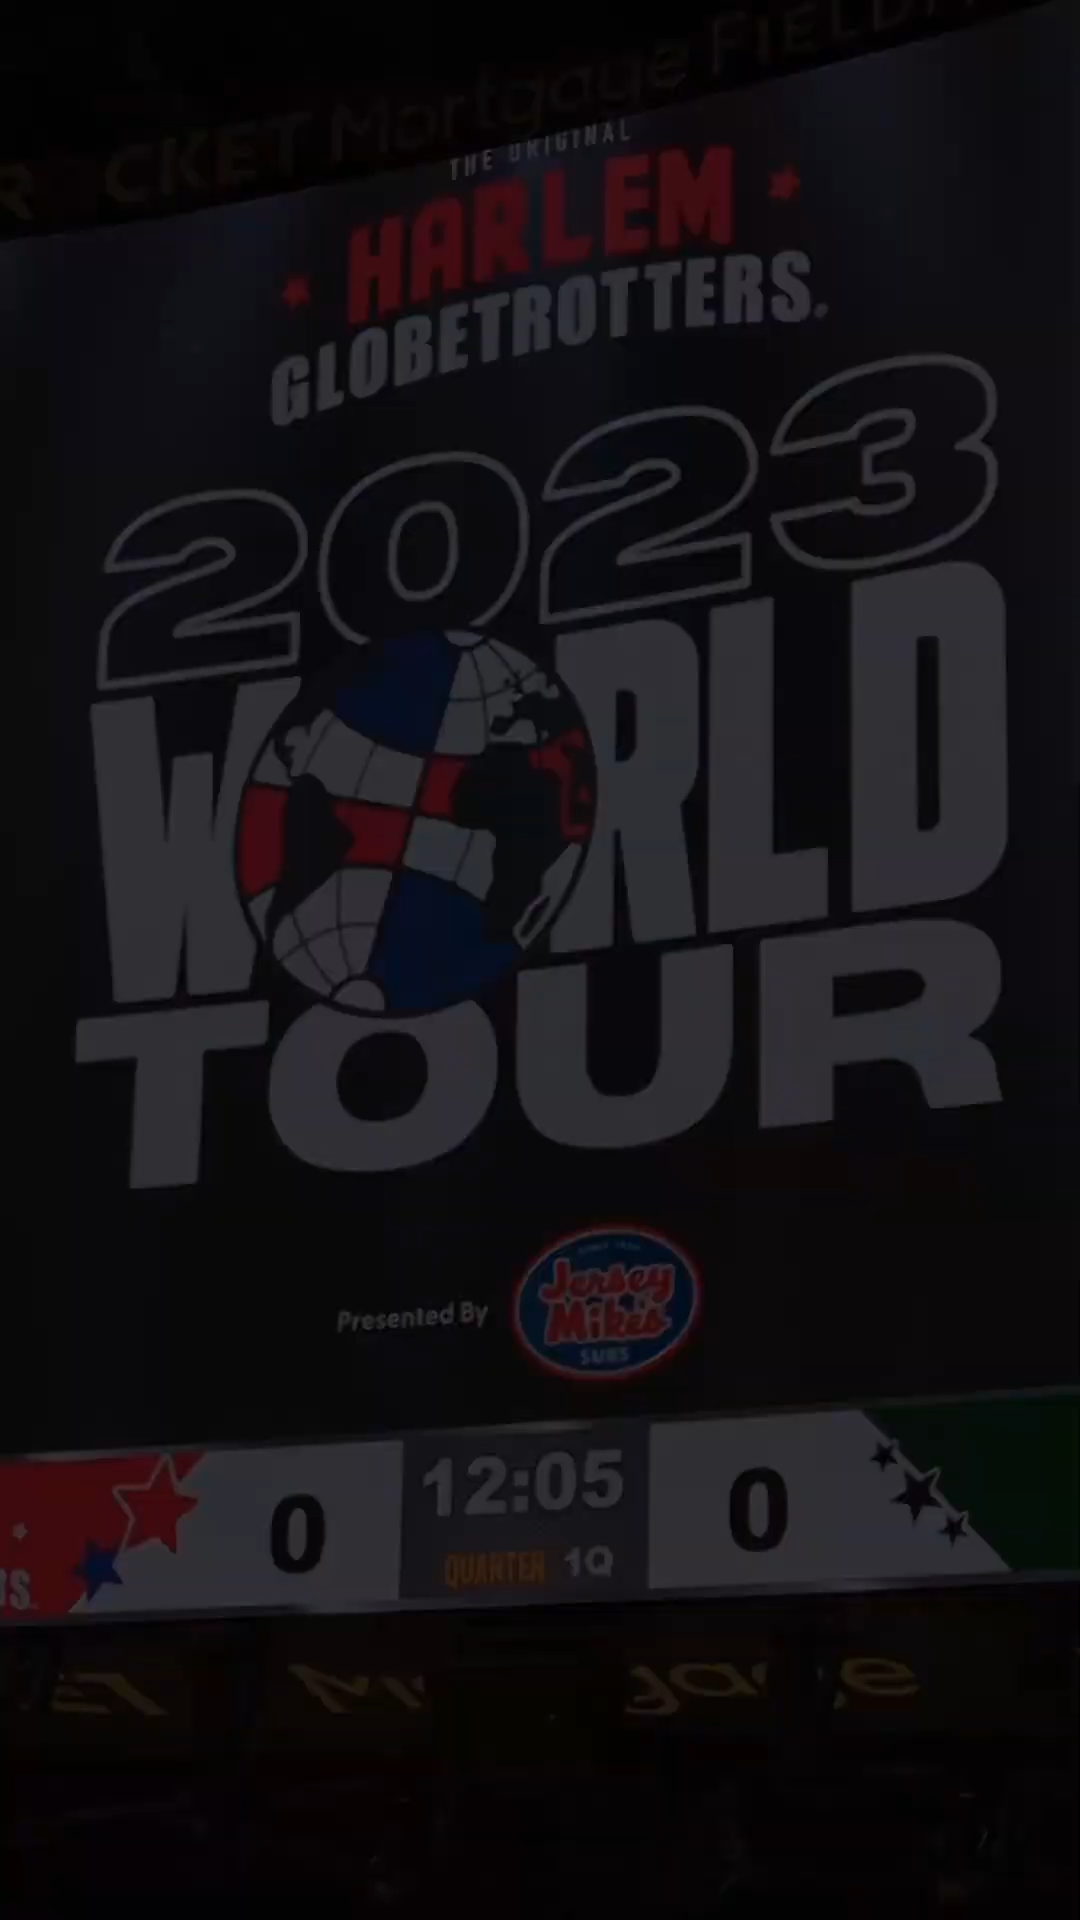 CKET Mortgage FIELDH
THE ORIGINAL
HARLEM
GLOBETROTTERS.
2023
WORLD
TOUR
Presented By
Jersey
Mike's
SUBS
0
12:05
0
QUARTER 1Q